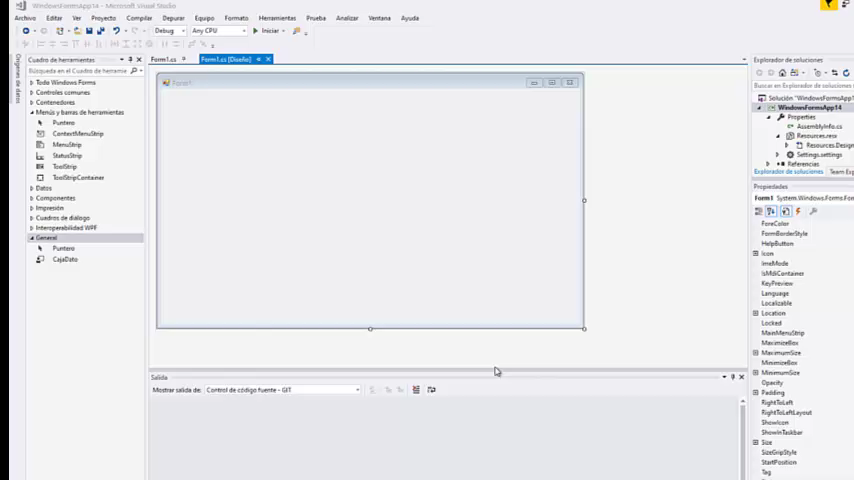 WindowsFormsApp14 - Microsoft Visual Studio
Archivo Editar Ver Proyecto Compilar Depurar Equipo Formato Herramientas Prueba Analizar Ventana Ayuda
Debug Any CPU Iniciar
Orígenes de datos
Cuadro de herramientas
Búsqueda en el Cuadro de herramie
Todo Windows Forms
Controles comunes
Contenedores
Menús y barras de herramientas
Puntero
ContextMenuStrip
MenuStrip
StatusStrip
ToolStrip
ToolStripContainer
Datos
Componentes
Impresión
Cuadros de diálogo
Interoperabilidad WPF
General
Puntero
CajaDato
Form1.cs Form1.cs [Diseño]
Form1
Salida
Mostrar salida de: Control de código fuente - GIT
Explorador de soluciones
Buscar en Explorador de solucione
Solución "WindowsFormsApp1
WindowsFormsApp14
Properties
AssemblyInfo.cs
Resources.resx
Resources.Design
Settings.settings
Referencias
Explorador de soluciones Team Exp
Propiedades
Form1 System.Windows.Forms.For
ForeColor
FormBorderStyle
HelpButton
Icon
ImeMode
IsMdiContainer
KeyPreview
Language
Localizable
Location
Locked
MainMenuStrip
MaximizeBox
MaximumSize
MinimizeBox
MinimumSize
Opacity
Padding
RightToLeft
RightToLeftLayout
ShowIcon
ShowInTaskbar
Size
SizeGripStyle
StartPosition
Tag